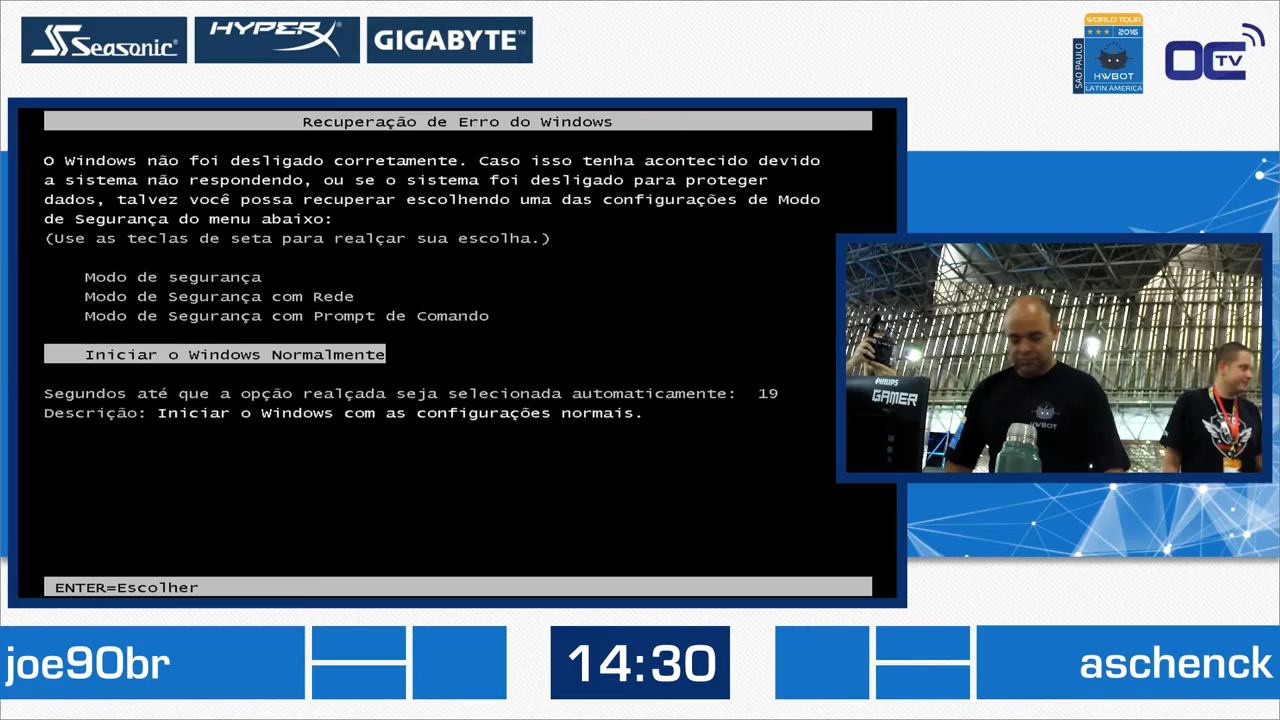 Seasonic®
HYPERX®
GIGABYTE™
WORLD TOUR
2016
SAO PAULO
HWBOT
LATIN AMERICA
OC TV
Recuperação de Erro do Windows
O Windows não foi desligado corretamente. Caso isso tenha acontecido devido
a sistema não respondendo, ou se o sistema foi desligado para proteger
dados, talvez você possa recuperar escolhendo uma das configurações de Modo
de Segurança do menu abaixo:
(Use as teclas de seta para realçar sua escolha.)
Modo de segurança
Modo de Segurança com Rede
Modo de Segurança com Prompt de Comando
Iniciar o Windows Normalmente
Segundos até que a opção realçada seja selecionada automaticamente: 19
Descrição: Iniciar o Windows com as configurações normais.
ENTER=Escolher
PHILIPS
GAMER
HWBOT
joe90br
14:30
aschenck